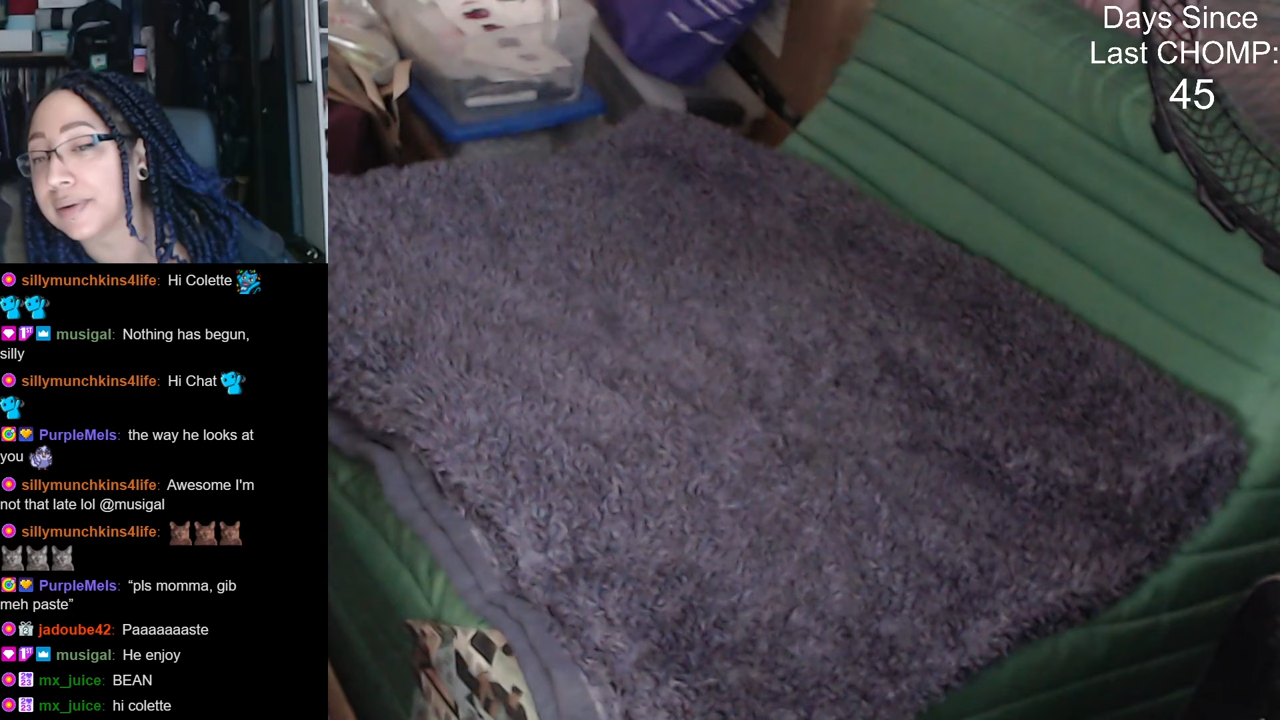 Days Since
Last CHOMP:
45
sillymunchkins4life: Hi Colette
musigal: Nothing has begun,
silly
sillymunchkins4life: Hi Chat
PurpleMels: the way he looks at
you
sillymunchkins4life: Awesome I'm
not that late lol @musigal
sillymunchkins4life:
PurpleMels: “pls momma, gib
meh paste”
jadoube42: Paaaaaaaste
musigal: He enjoy
mx_juice: BEAN
mx_juice: hi colette